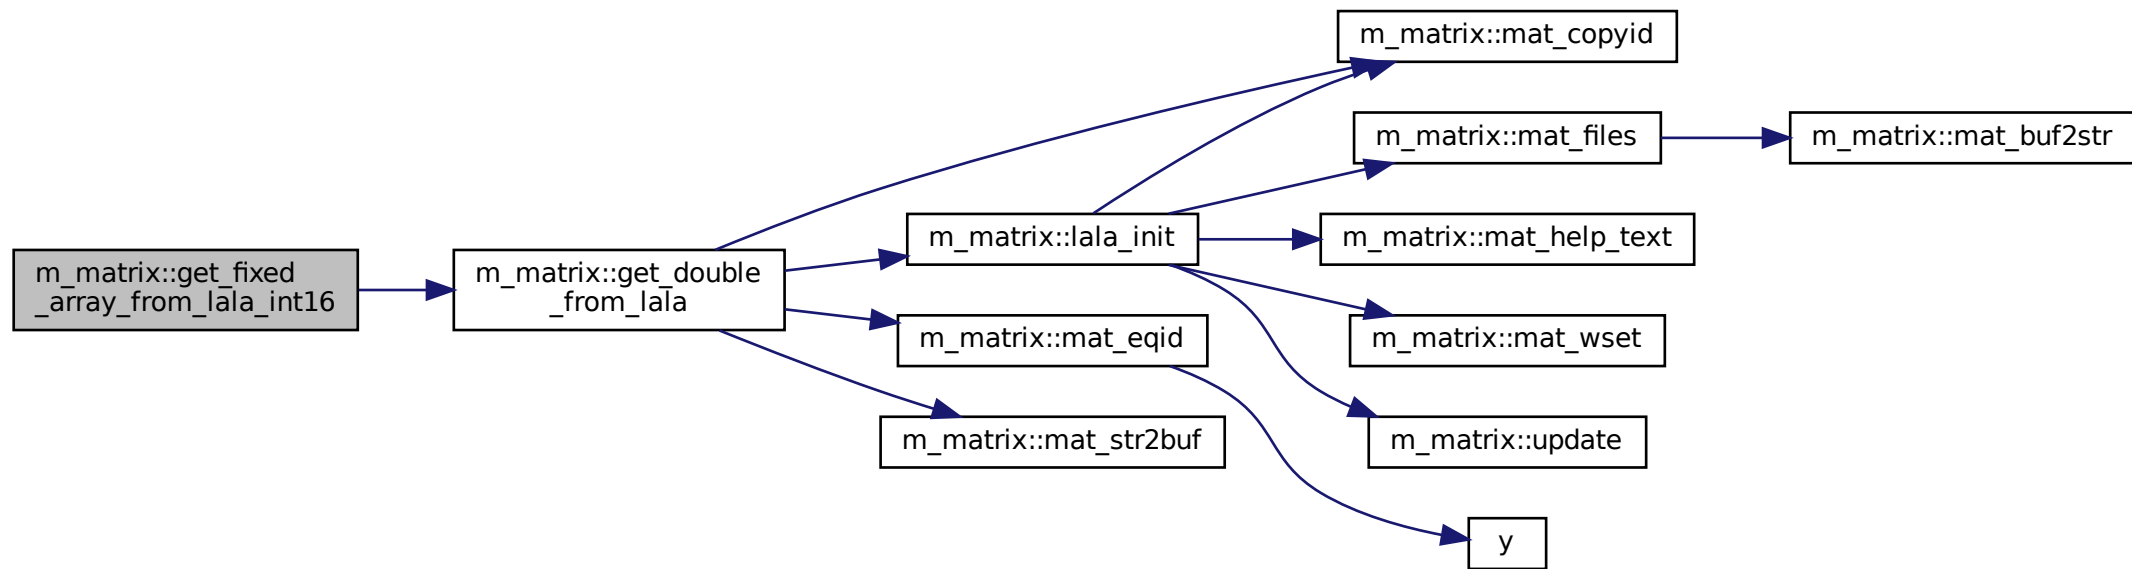 m_matrix::get_fixed
_array_from_lala_int16
m_matrix::get_double
_from_lala
m_matrix::mat_copyid
m_matrix::lala_init
m_matrix::mat_files
m_matrix::mat_buf2str
m_matrix::mat_help_text
m_matrix::mat_wset
m_matrix::update
m_matrix::mat_eqid
y
m_matrix::mat_str2buf